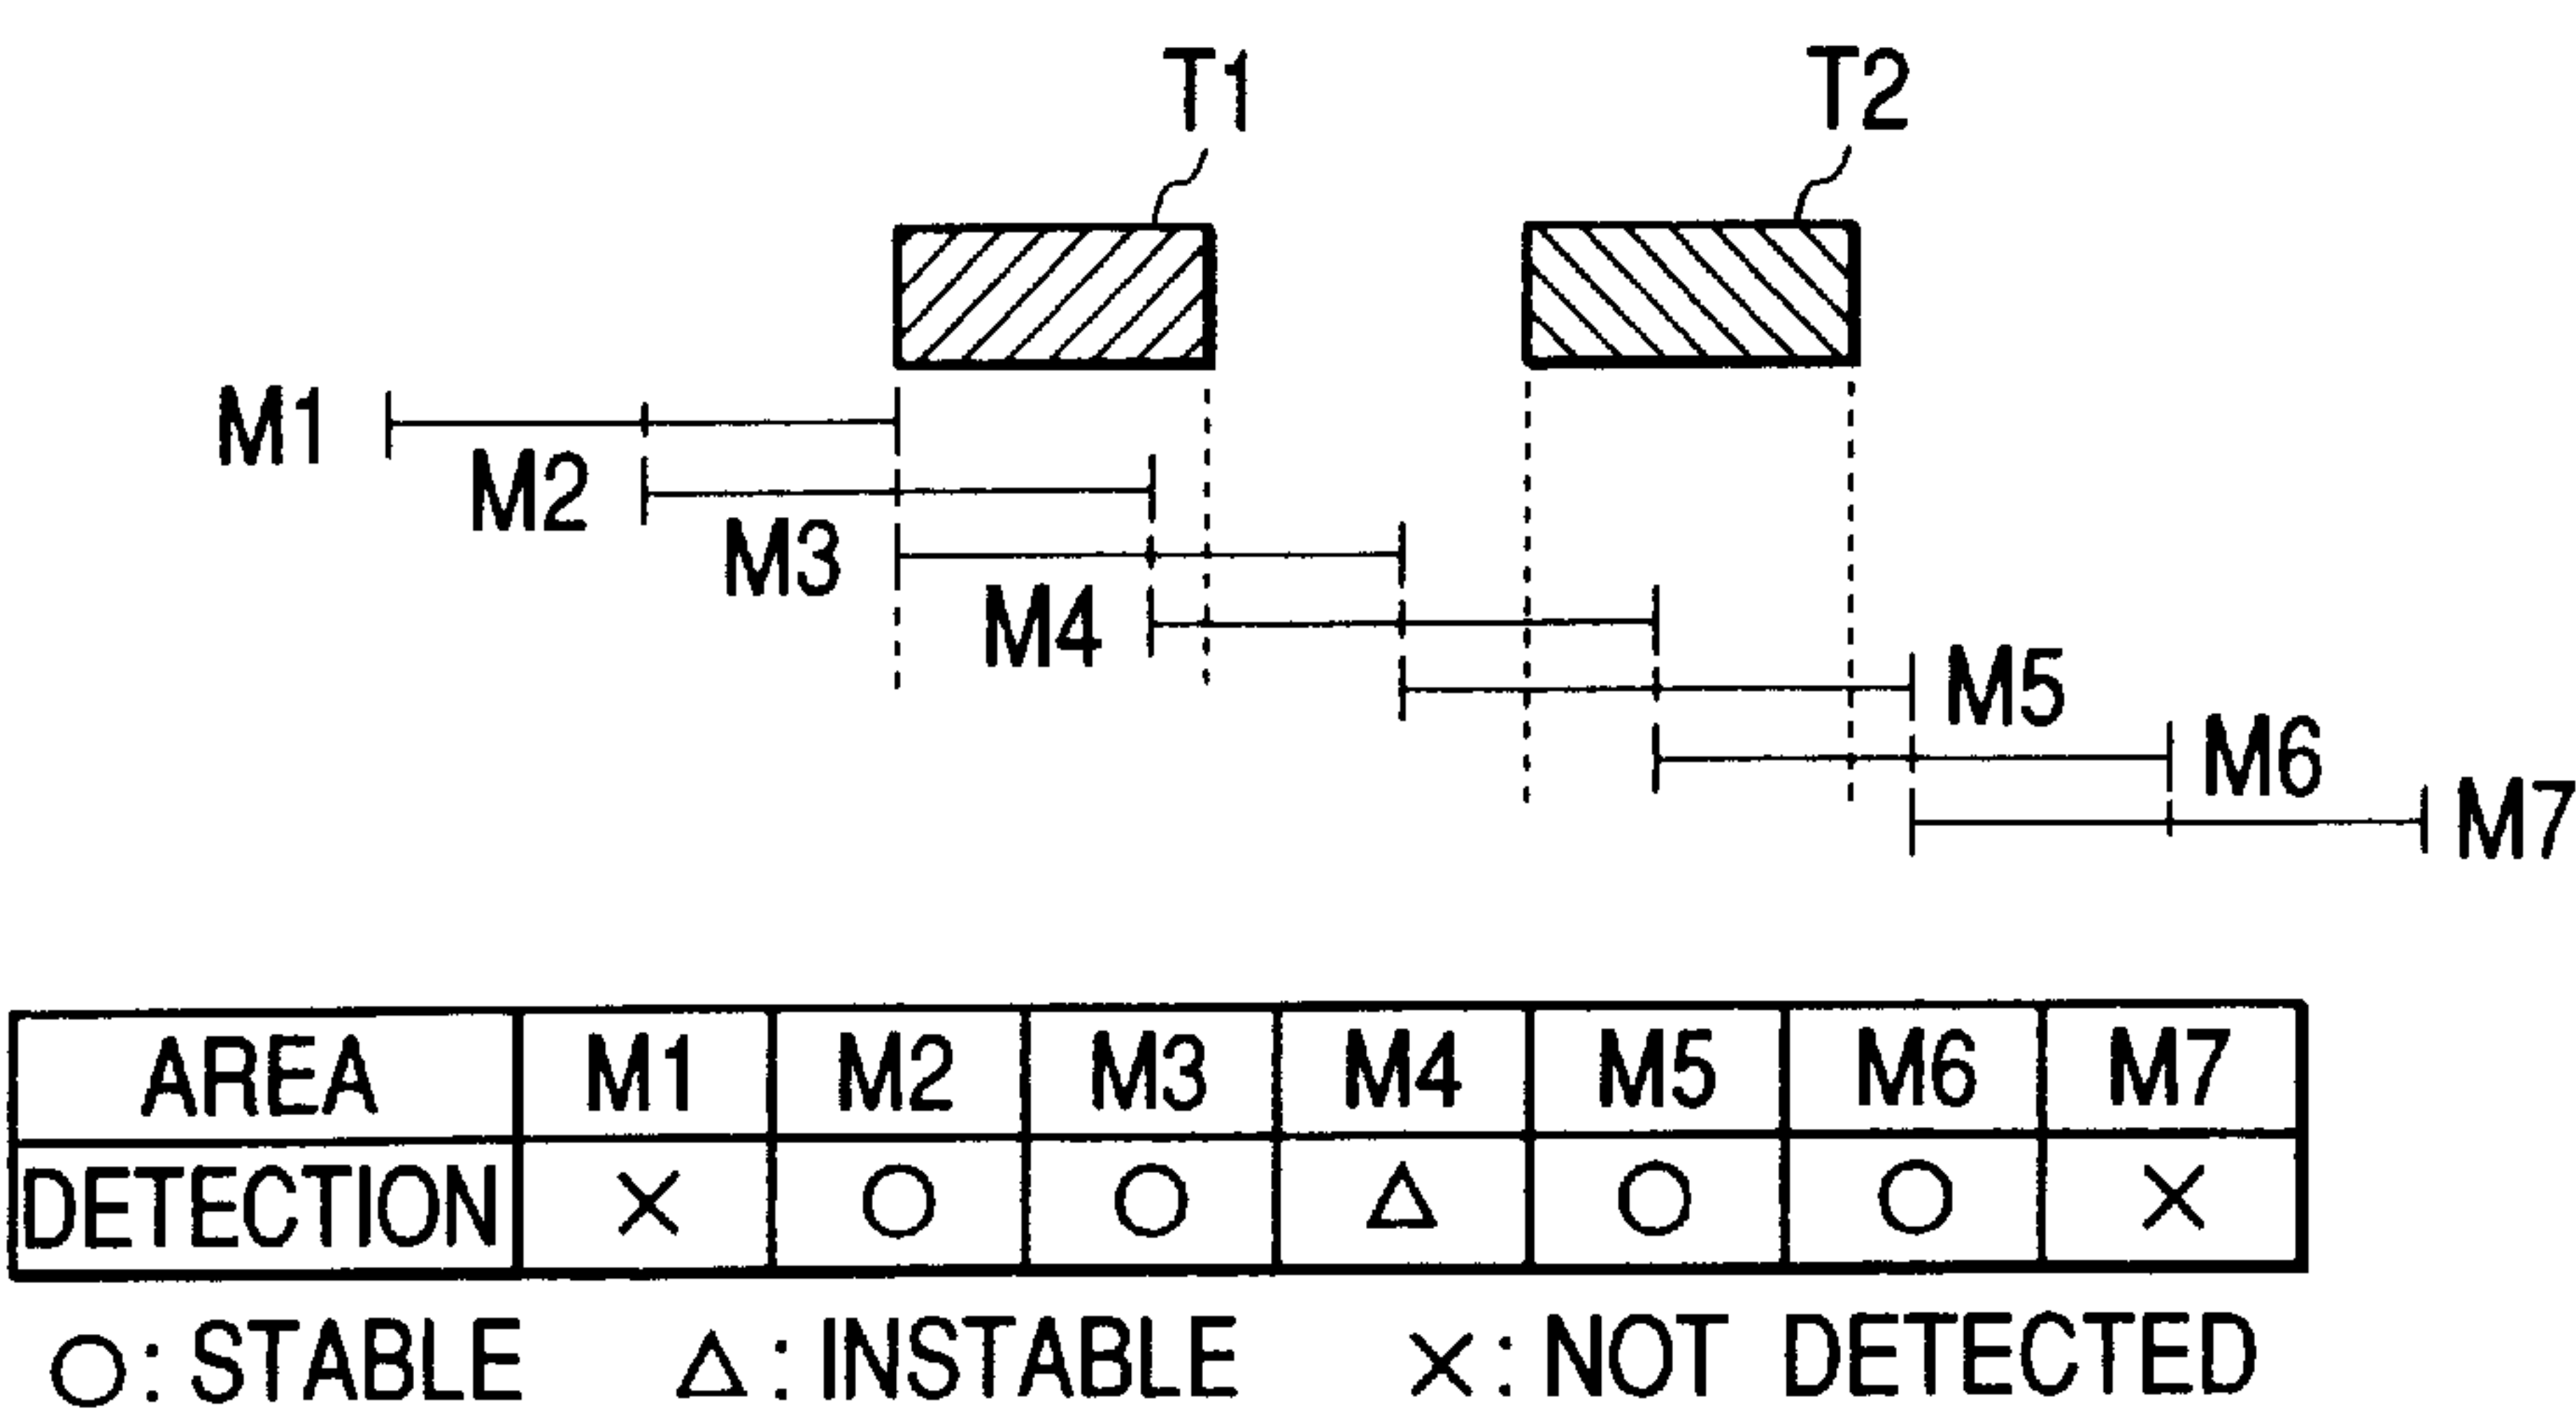 T1 T2
M1
M2
M3
M4
M5
M6
M7
AREA M1 M2 M3 M4 M5 M6 M7
DETECTION × ○ ○ △ ○ ○ ×
○: STABLE △: INSTABLE ×: NOT DETECTED